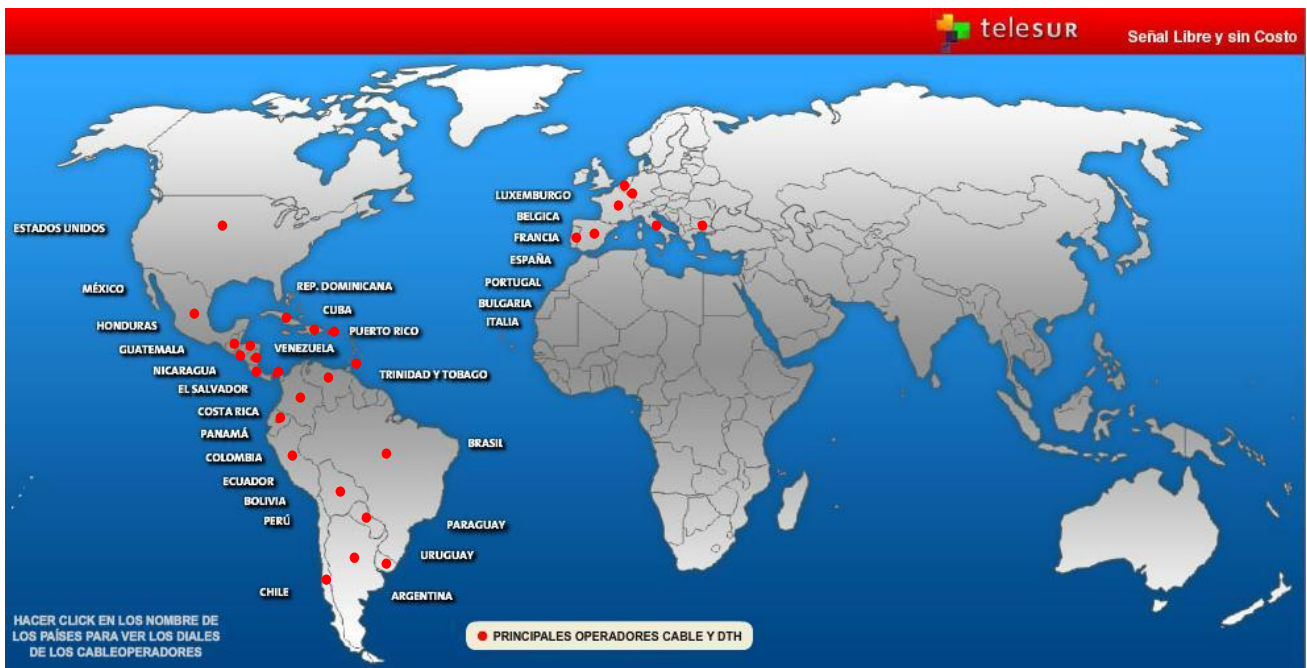 telesUR
Señal Libre y sin Costo
ESTADOS UNIDOS
MÉXICO
HONDURAS
GUATEMALA
NICARAGUA
EL SALVADOR
COSTA RICA
PANAMÁ
COLOMBIA
ECUADOR
BOLIVIA
PERÚ
CHILE
REP. DOMINICANA
CUBA
PUERTO RICO
VENEZUELA
TRINIDAD Y TOBAGO
BRASIL
PARAGUAY
URUGUAY
ARGENTINA
LUXEMBURGO
BELGICA
FRANCIA
ESPAÑA
PORTUGAL
BULGARIA
ITALIA
HACER CLICK EN LOS NOMBRE DE
LOS PAÍSES PARA VER LOS DIALES
DE LOS CABLEOPERADORES
PRINCIPALES OPERADORES CABLE Y DTH